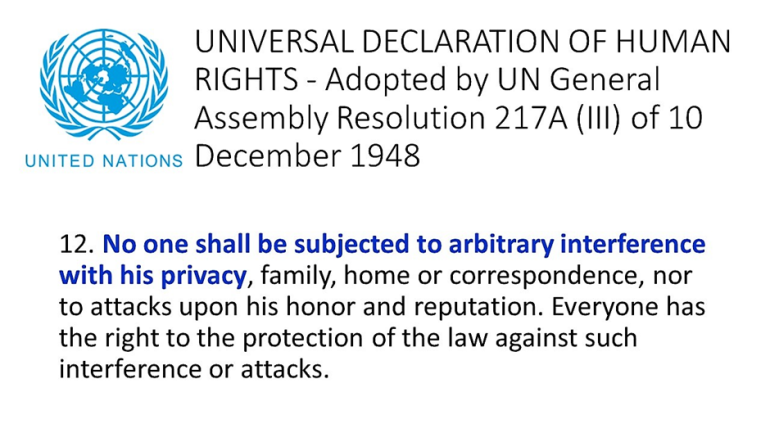 UNITED NATIONS
UNIVERSAL DECLARATION OF HUMAN
RIGHTS - Adopted by UN General
Assembly Resolution 217A (III) of 10
December 1948
12. No one shall be subjected to arbitrary interference
with his privacy, family, home or correspondence, nor
to attacks upon his honor and reputation. Everyone has
the right to the protection of the law against such
interference or attacks.